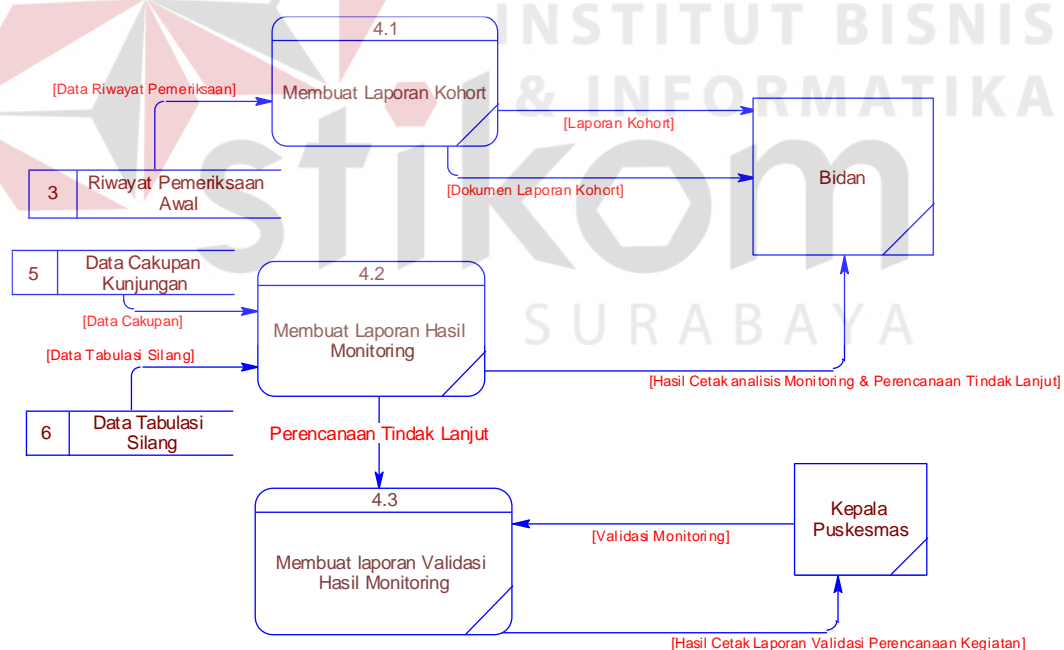 INSTITUT BISNIS
& INFORMATIKA
stikom
SURABAYA
4.1
Membuat Laporan Kohort
[Data Riwayat Pemeriksaan]
[Laporan Kohort]
3
Riwayat Pemeriksaan
Awal
[Dokumen Laporan Kohort]
Bidan
5
Data Cakupan
Kunjungan
4.2
Membuat Laporan Hasil
Monitoring
[Data Cakupan]
[Data Tabulasi Silang]
[Hasil Cetak analisis Monitoring & Perencanaan Tindak Lanjut]
6
Data Tabulasi
Silang
Perencanaan Tindak Lanjut
4.3
Membuat laporan Validasi
Hasil Monitoring
Kepala
Puskesmas
[Validasi Monitoring]
[Hasil Cetak Laporan Validasi Perencanaan Kegiatan]